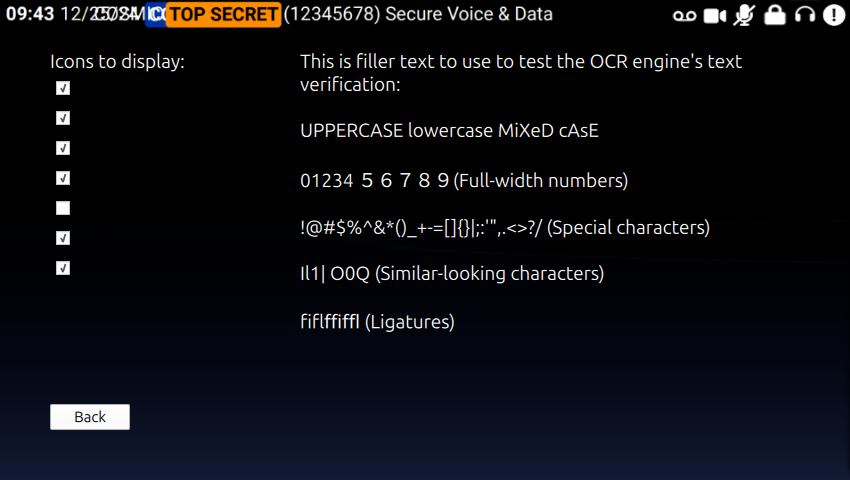 09:43 12/25/24 COSMIC TOP SECRET (12345678) Secure Voice & Data
Icons to display:
This is filler text to use to test the OCR engine's text
verification:
UPPERCASE lowercase MiXeD cAsE
01234 ５６７８９(Full-width numbers)
!@#$%^&*()_+-=[]{}|;:'",.<>?/ (Special characters)
Il1| O0Q (Similar-looking characters)
fiflffiffl (Ligatures)
Back